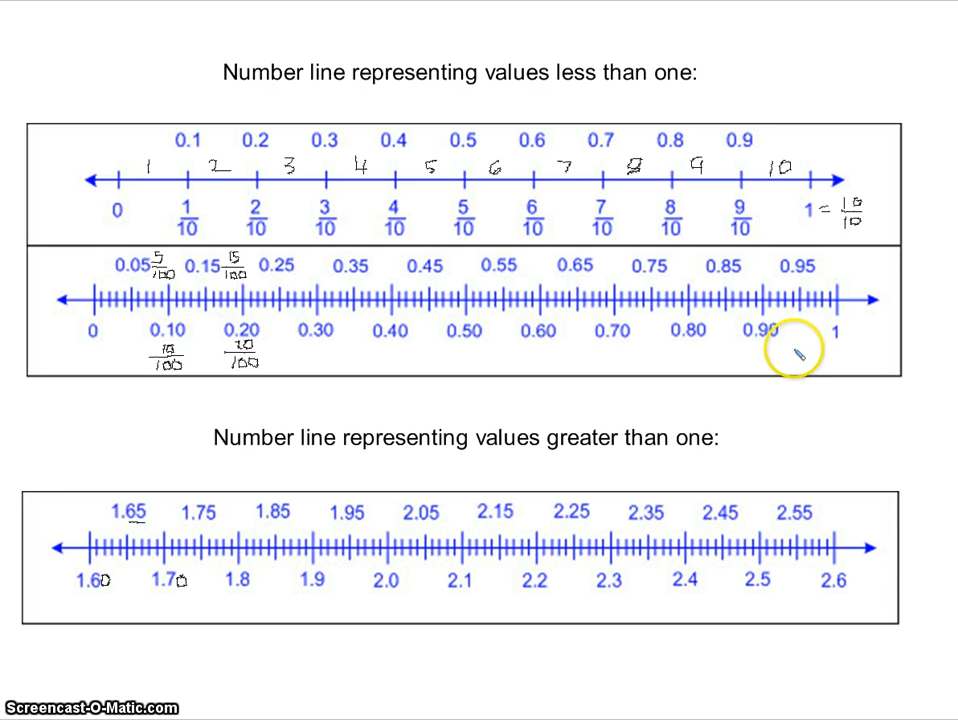 Number line representing values less than one:
0.1 0.2 0.3 0.4 0.5 0.6 0.7 0.8 0.9
1 2 3 4 5 6 7 8 9 10
0 1/10 2/10 3/10 4/10 5/10 6/10 7/10 8/10 9/10 1 = 10/10
0.05 5/100 0.15 15/100 0.25 0.35 0.45 0.55 0.65 0.75 0.85 0.95
0 0.10 0.20 0.30 0.40 0.50 0.60 0.70 0.80 0.90 1
10/100 20/100
Number line representing values greater than one:
1.65 1.75 1.85 1.95 2.05 2.15 2.25 2.35 2.45 2.55
1.60 1.70 1.8 1.9 2.0 2.1 2.2 2.3 2.4 2.5 2.6
Screencast-O-Matic.com